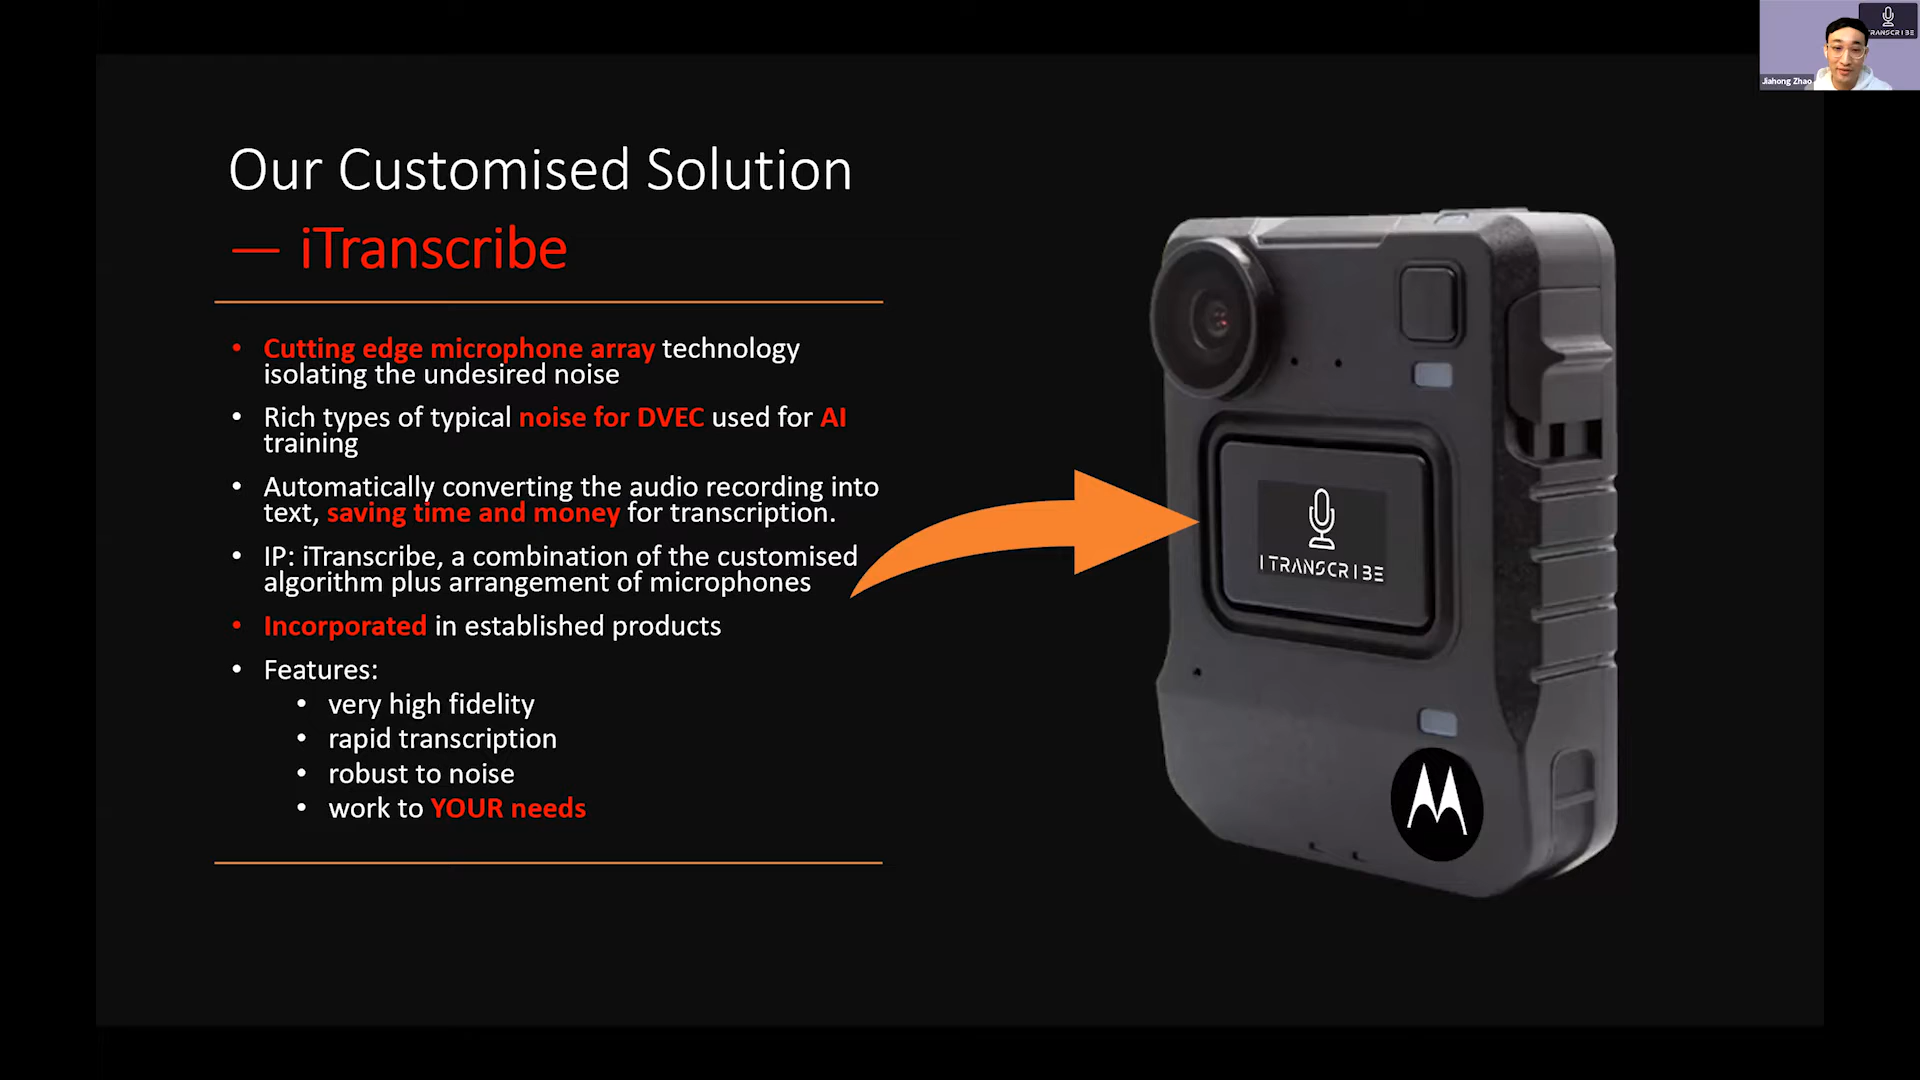 TRANSCRIBE
Jiahong Zhao
Our Customised Solution
— iTranscribe
• Cutting edge microphone array technology
isolating the undesired noise
• Rich types of typical noise for DVEC used for AI
training
• Automatically converting the audio recording into
text, saving time and money for transcription.
• IP: iTranscribe, a combination of the customised
algorithm plus arrangement of microphones
• Incorporated in established products
• Features:
• very high fidelity
• rapid transcription
• robust to noise
• work to YOUR needs
ITRANSCRIBE